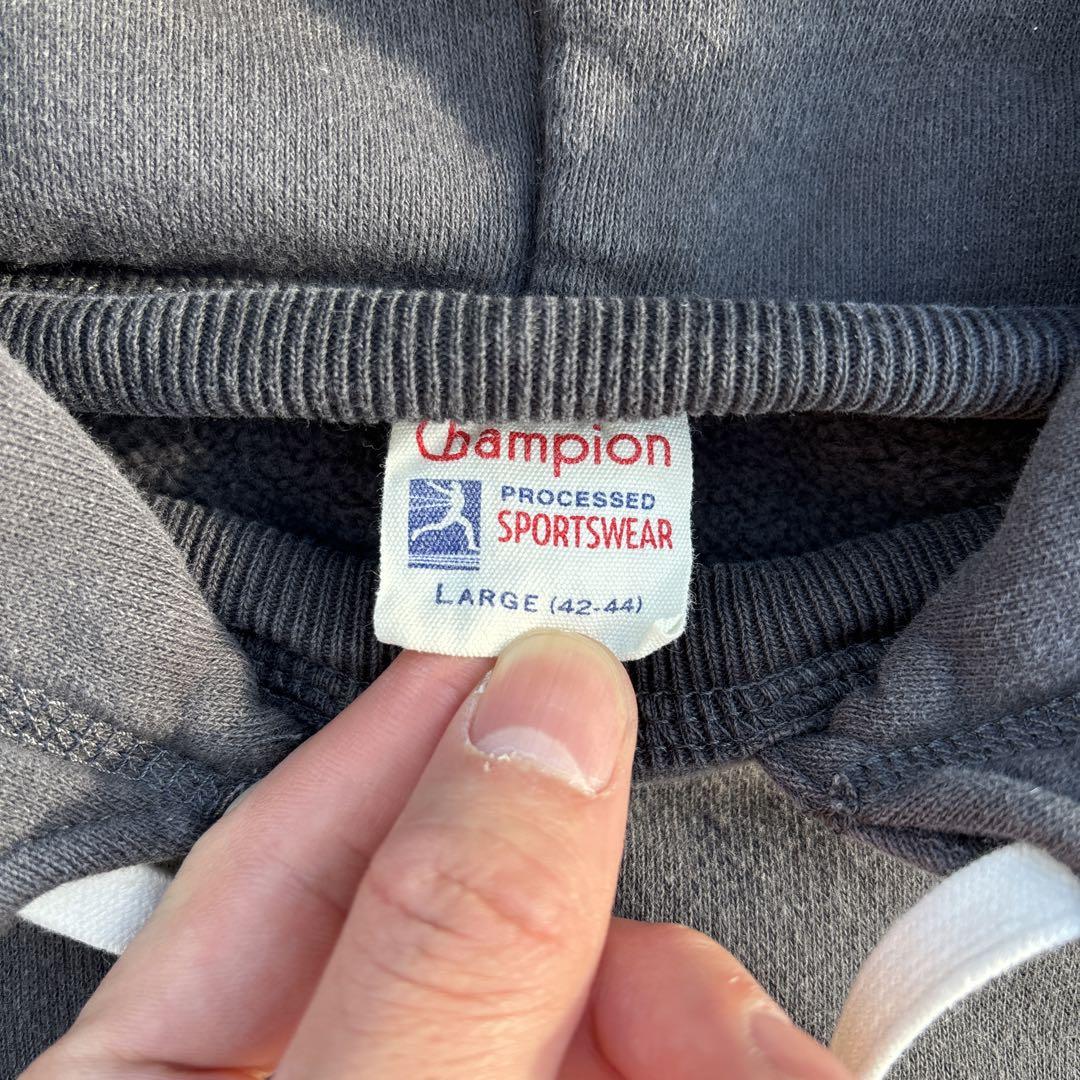 Champion
PROCESSED
SPORTSWEAR
LARGE (42-44)